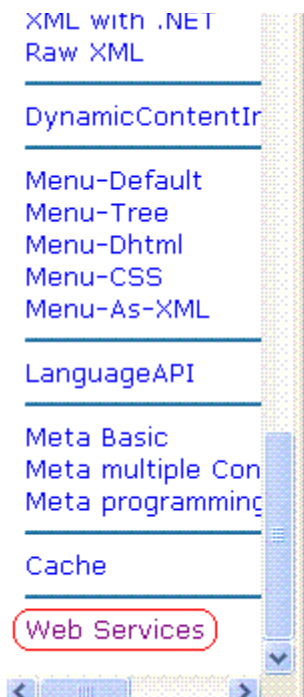 XML with .NET
Raw XML
DynamicContentIn
Menu-Default
Menu-Tree
Menu-Dhtml
Menu-CSS
Menu-As-XML
LanguageAPI
Meta Basic
Meta multiple Con
Meta programming
Cache
Web Services